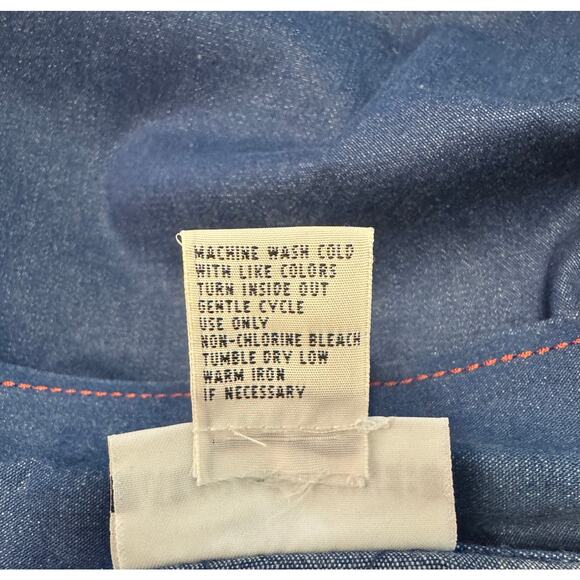 MACHINE WASH COLD
WITH LIKE COLORS
TURN INSIDE OUT
GENTLE CYCLE
USE ONLY
NON-CHLORINE BLEACH
TUMBLE DRY LOW
WARM IRON
IF NECESSARY